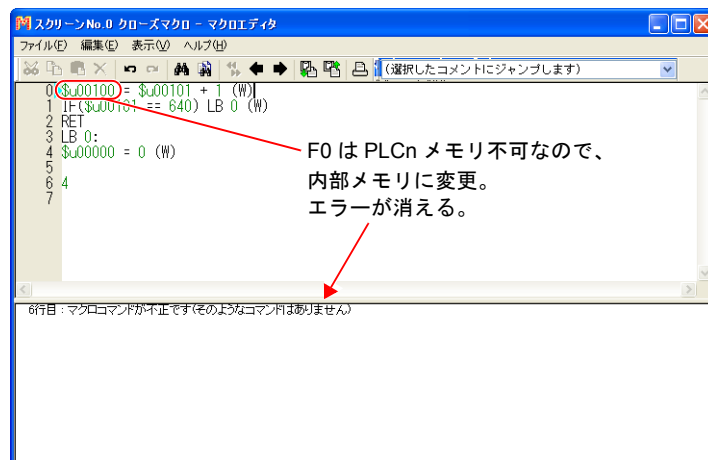 スクリーンNo.0 クローズマクロ - マクロエディタ
ファイル(F) 編集(E) 表示(V) ヘルプ(H)
(選択したコメントにジャンプします)
0 $u00100 = $u00101 + 1 (W)
1 IF($u00101 == 640) LB 0 (W)
2 RET
3 LB 0:
4 $u00000 = 0 (W)
5
6 4
7
F0 は PLCn メモリ不可なので、
内部メモリに変更。
エラーが消える。
6行目 : マクロコマンドが不正です(そのようなコマンドはありません)